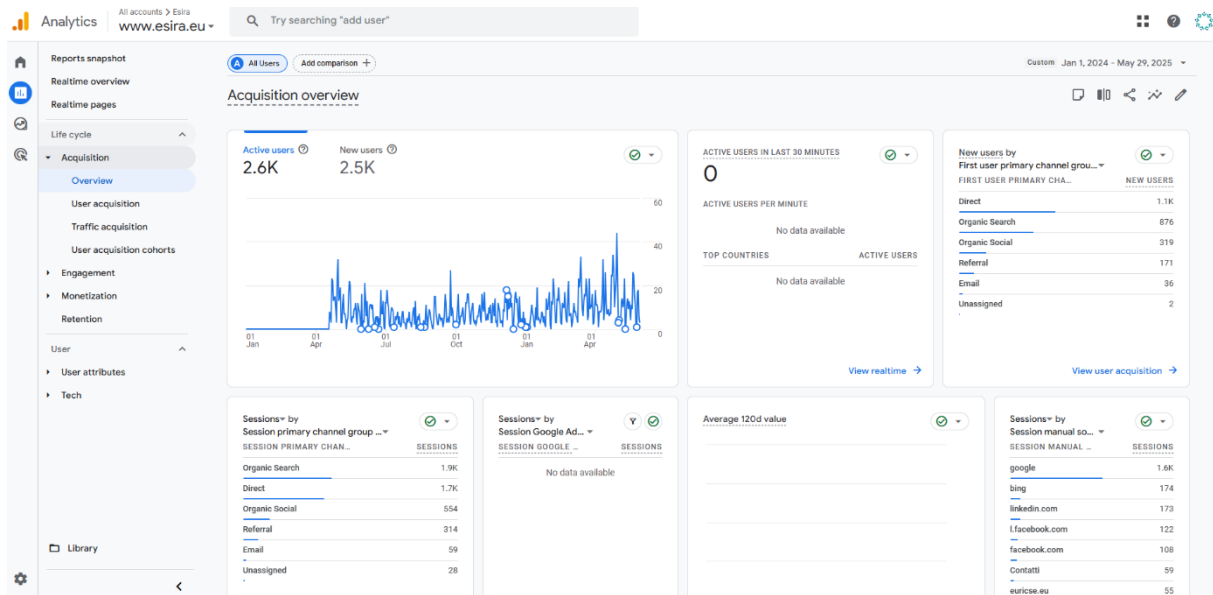 Analytics
All accounts > Esira
www.esira.eu
Try searching "add user"
Reports snapshot
Realtime overview
Realtime pages
Life cycle
Acquisition
Overview
User acquisition
Traffic acquisition
User acquisition cohorts
Engagement
Monetization
Retention
User
User attributes
Tech
Library
A All Users
Add comparison +
Custom Jan 1, 2024 - May 29, 2025
Acquisition overview
Active users
2.6K
New users
2.5K
60
40
20
0
01 Jan
01 Apr
01 Jul
01 Oct
01 Jan
01 Apr
ACTIVE USERS IN LAST 30 MINUTES
0
ACTIVE USERS PER MINUTE
No data available
TOP COUNTRIES ACTIVE USERS
No data available
View realtime
New users by
First user primary channel grou...
FIRST USER PRIMARY CHA... NEW USERS
Direct 1.1K
Organic Search 876
Organic Social 319
Referral 171
Email 36
Unassigned 2
View user acquisition
Sessions by
Session primary channel group ...
SESSION PRIMARY CHAN... SESSIONS
Organic Search 1.9K
Direct 1.7K
Organic Social 554
Referral 314
Email 59
Unassigned 28
Sessions by
Session Google Ad...
SESSION GOOGLE ... SESSIONS
No data available
Average 120d value
Sessions by
Session manual so...
SESSION MANUAL ... SESSIONS
google 1.6K
bing 174
linkedin.com 173
l.facebook.com 122
facebook.com 108
Contatti 59
euricse.eu 55